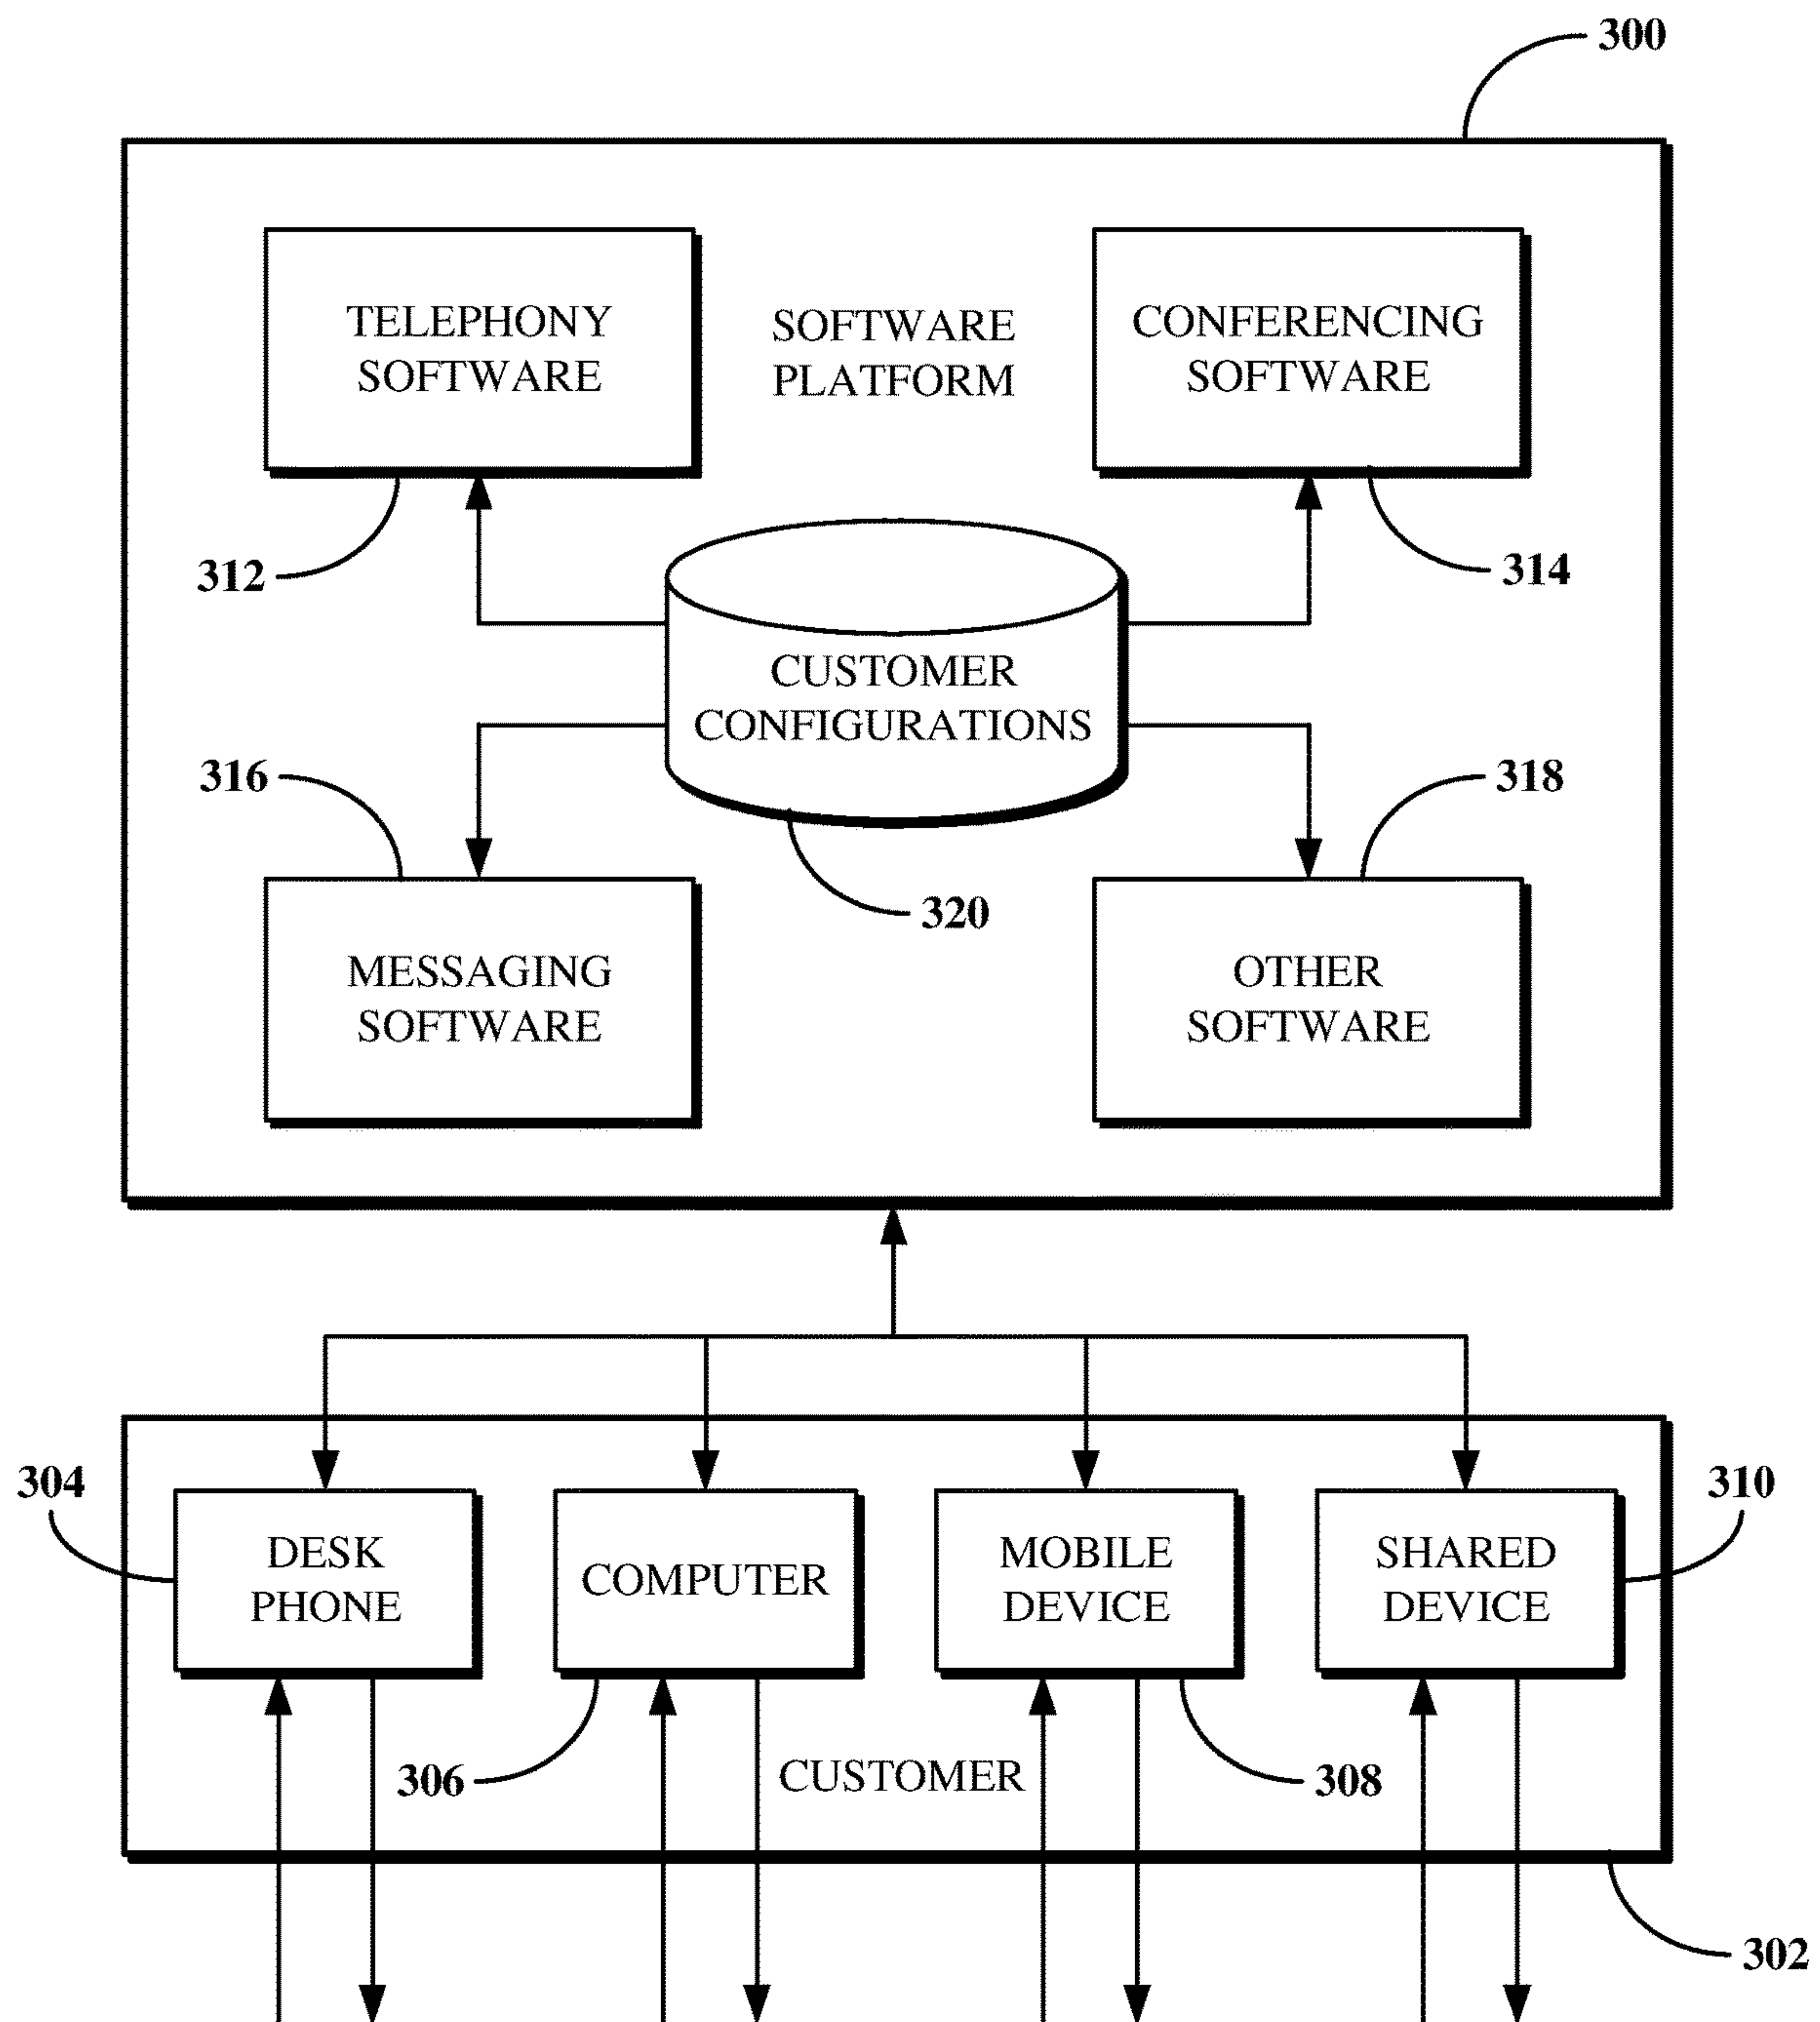 300
TELEPHONY
SOFTWARE
SOFTWARE
PLATFORM
CONFERENCING
SOFTWARE
312
314
CUSTOMER
CONFIGURATIONS
316
318
320
MESSAGING
SOFTWARE
OTHER
SOFTWARE
304
310
DESK
PHONE
COMPUTER
MOBILE
DEVICE
SHARED
DEVICE
306
CUSTOMER
308
302